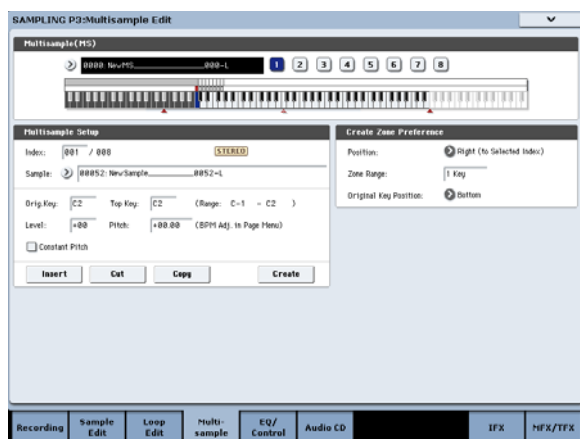 SAMPLING P3:Multisample Edit
Multisample(MS)
0000: NewMS_______________000-L
1 2 3 4 5 6 7 8
Multisample Setup
Index: 001 / 008 STEREO
Sample: 00052: NewSample_________0052-L
Orig.Key: C2 Top Key: C2 (Range: C-1 - C2 )
Level: +00 Pitch: +00.00 (BPM Adj. in Page Menu)
Constant Pitch
Insert Cut Copy Create
Create Zone Preference
Position: Right (to Selected Index)
Zone Range: 1 Key
Original Key Position: Bottom
Recording Sample Edit Loop Edit Multi-sample EQ/Control Audio CD IFX MFX/TFX